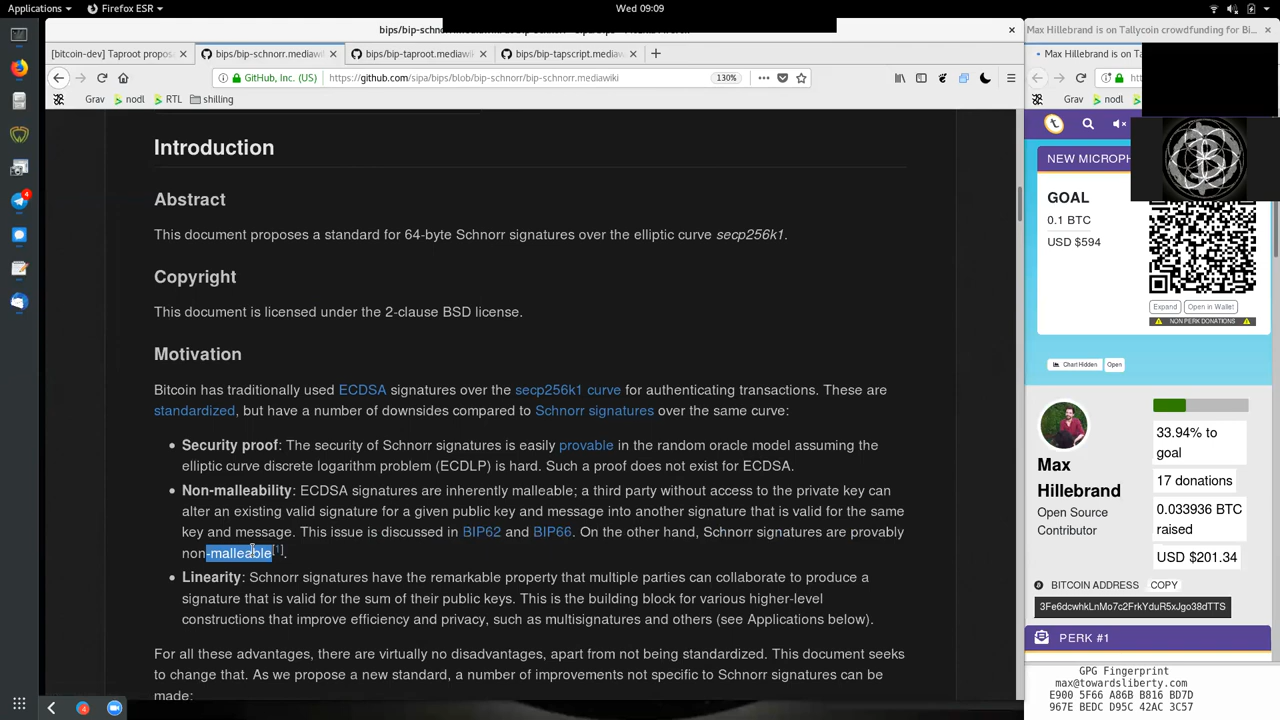 Applications
Firefox ESR
Wed 09:09
[bitcoin-dev] Taproot propos
bips/bip-schnorr.mediawiki
bips/bip-taproot.mediawiki
bips/bip-tapscript.mediaw
GitHub, Inc. (US)
https://github.com/sipa/bips/blob/bip-schnorr/bip-schnorr.mediawiki
130%
Grav
nodl
RTL
shilling
Introduction
Abstract
This document proposes a standard for 64-byte Schnorr signatures over the elliptic curve secp256k1.
Copyright
This document is licensed under the 2-clause BSD license.
Motivation
Bitcoin has traditionally used ECDSA signatures over the secp256k1 curve for authenticating transactions. These are
standardized, but have a number of downsides compared to Schnorr signatures over the same curve:
• Security proof: The security of Schnorr signatures is easily provable in the random oracle model assuming the
elliptic curve discrete logarithm problem (ECDLP) is hard. Such a proof does not exist for ECDSA.
• Non-malleability: ECDSA signatures are inherently malleable; a third party without access to the private key can
alter an existing valid signature for a given public key and message into another signature that is valid for the same
key and message. This issue is discussed in BIP62 and BIP66. On the other hand, Schnorr signatures are provably
non-malleable[1].
• Linearity: Schnorr signatures have the remarkable property that multiple parties can collaborate to produce a
signature that is valid for the sum of their public keys. This is the building block for various higher-level
constructions that improve efficiency and privacy, such as multisignatures and others (see Applications below).
For all these advantages, there are virtually no disadvantages, apart from not being standardized. This document seeks
to change that. As we propose a new standard, a number of improvements not specific to Schnorr signatures can be
made:
Max Hillebrand is on Tallycoin crowdfunding for Bi...
Max Hillebrand is on Ta
Grav
nodl
NEW MICROPH
GOAL
0.1 BTC
USD $594
Expand
Open in Wallet
NON PERK DONATIONS
Chart Hidden
Open
Max
Hillebrand
Open Source
Contributor
33.94% to
goal
17 donations
0.033936 BTC
raised
USD $201.34
BITCOIN ADDRESS
COPY
3Fe6dcwhkLnMo7c2FrkYduR5xJgo38dTTS
PERK #1
GPG Fingerprint
max@towardsliberty.com
E900 5F66 A86B B816 BD7D
967E BEDC D95C 42AC 3C57